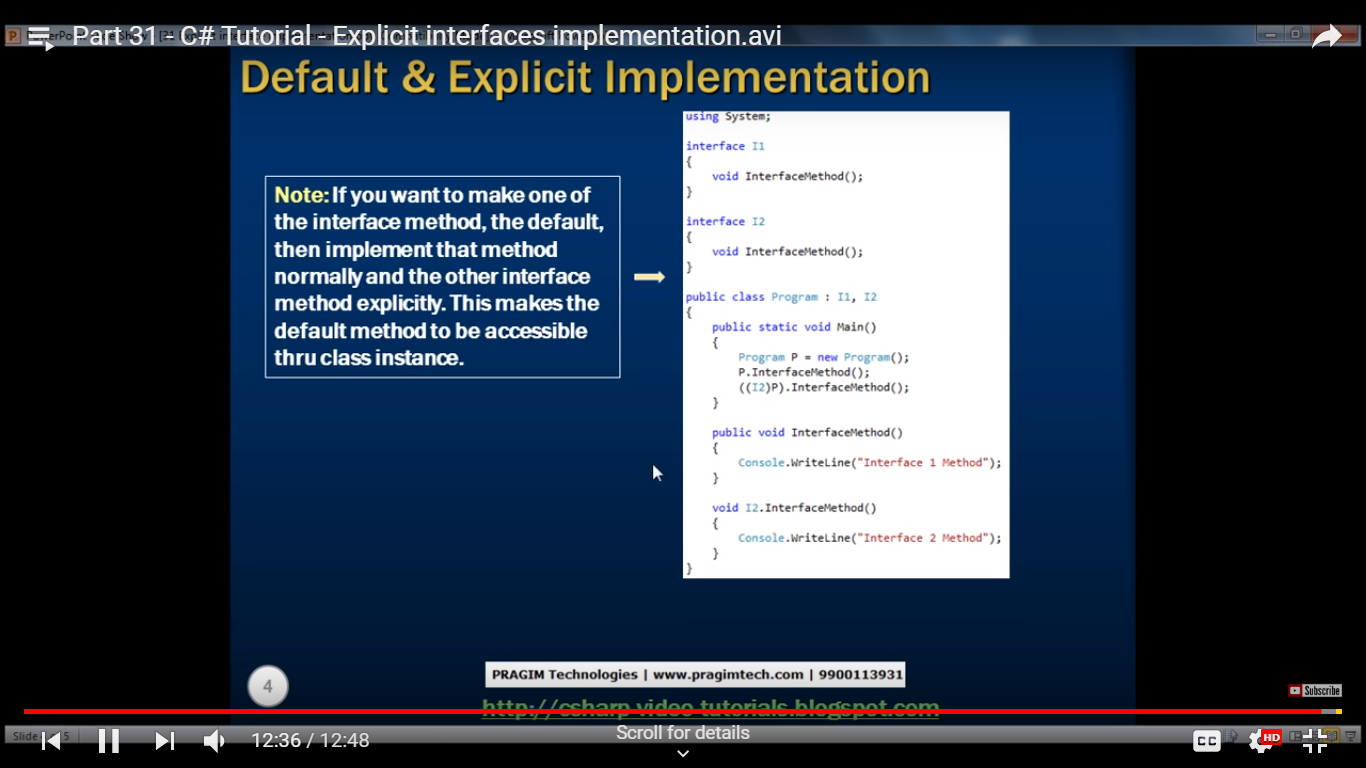 Part 31 - C# Tutorial - Explicit interfaces implementation.avi
Default & Explicit Implementation
Note: If you want to make one of
the interface method, the default,
then implement that method
normally and the other interface
method explicitly. This makes the
default method to be accessible
thru class instance.
using System;
interface I1
{
void InterfaceMethod();
}
interface I2
{
void InterfaceMethod();
}
public class Program : I1, I2
{
public static void Main()
{
Program P = new Program();
P.InterfaceMethod();
((I2)P).InterfaceMethod();
}
public void InterfaceMethod()
{
Console.WriteLine("Interface 1 Method");
}
void I2.InterfaceMethod()
{
Console.WriteLine("Interface 2 Method");
}
}
4
PRAGIM Technologies | www.pragimtech.com | 9900113931
http://csharp-video-tutorials.blogspot.com
Subscribe
Slide 5
12:36 / 12:48
Scroll for details
CC
HD